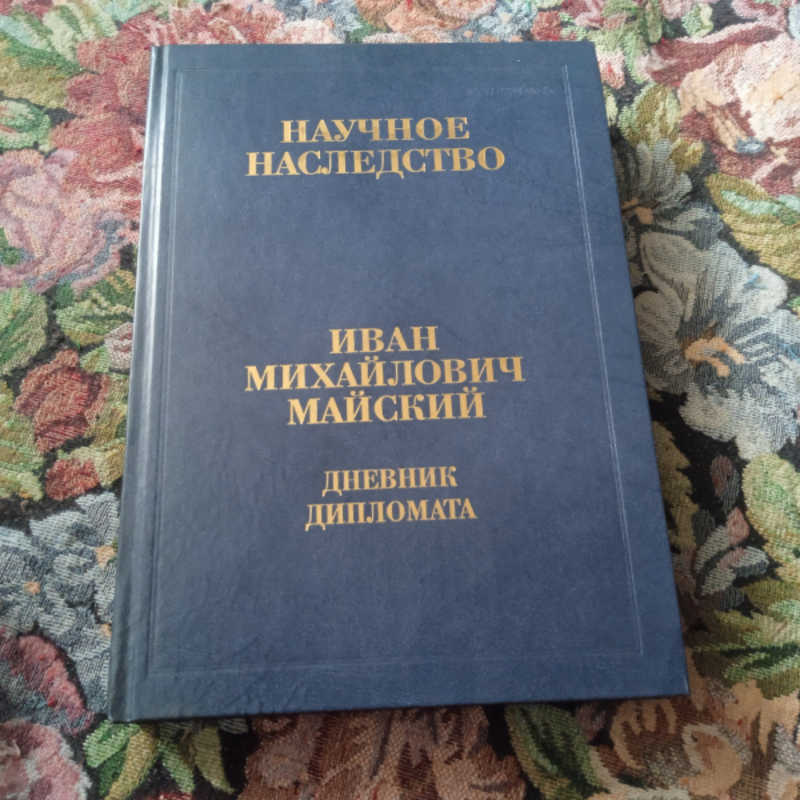 НАУЧНОЕ
НАСЛЕДСТВО
ИВАН
МИХАЙЛОВИЧ
МАЙСКИЙ
ДНЕВНИК
ДИПЛОМАТА